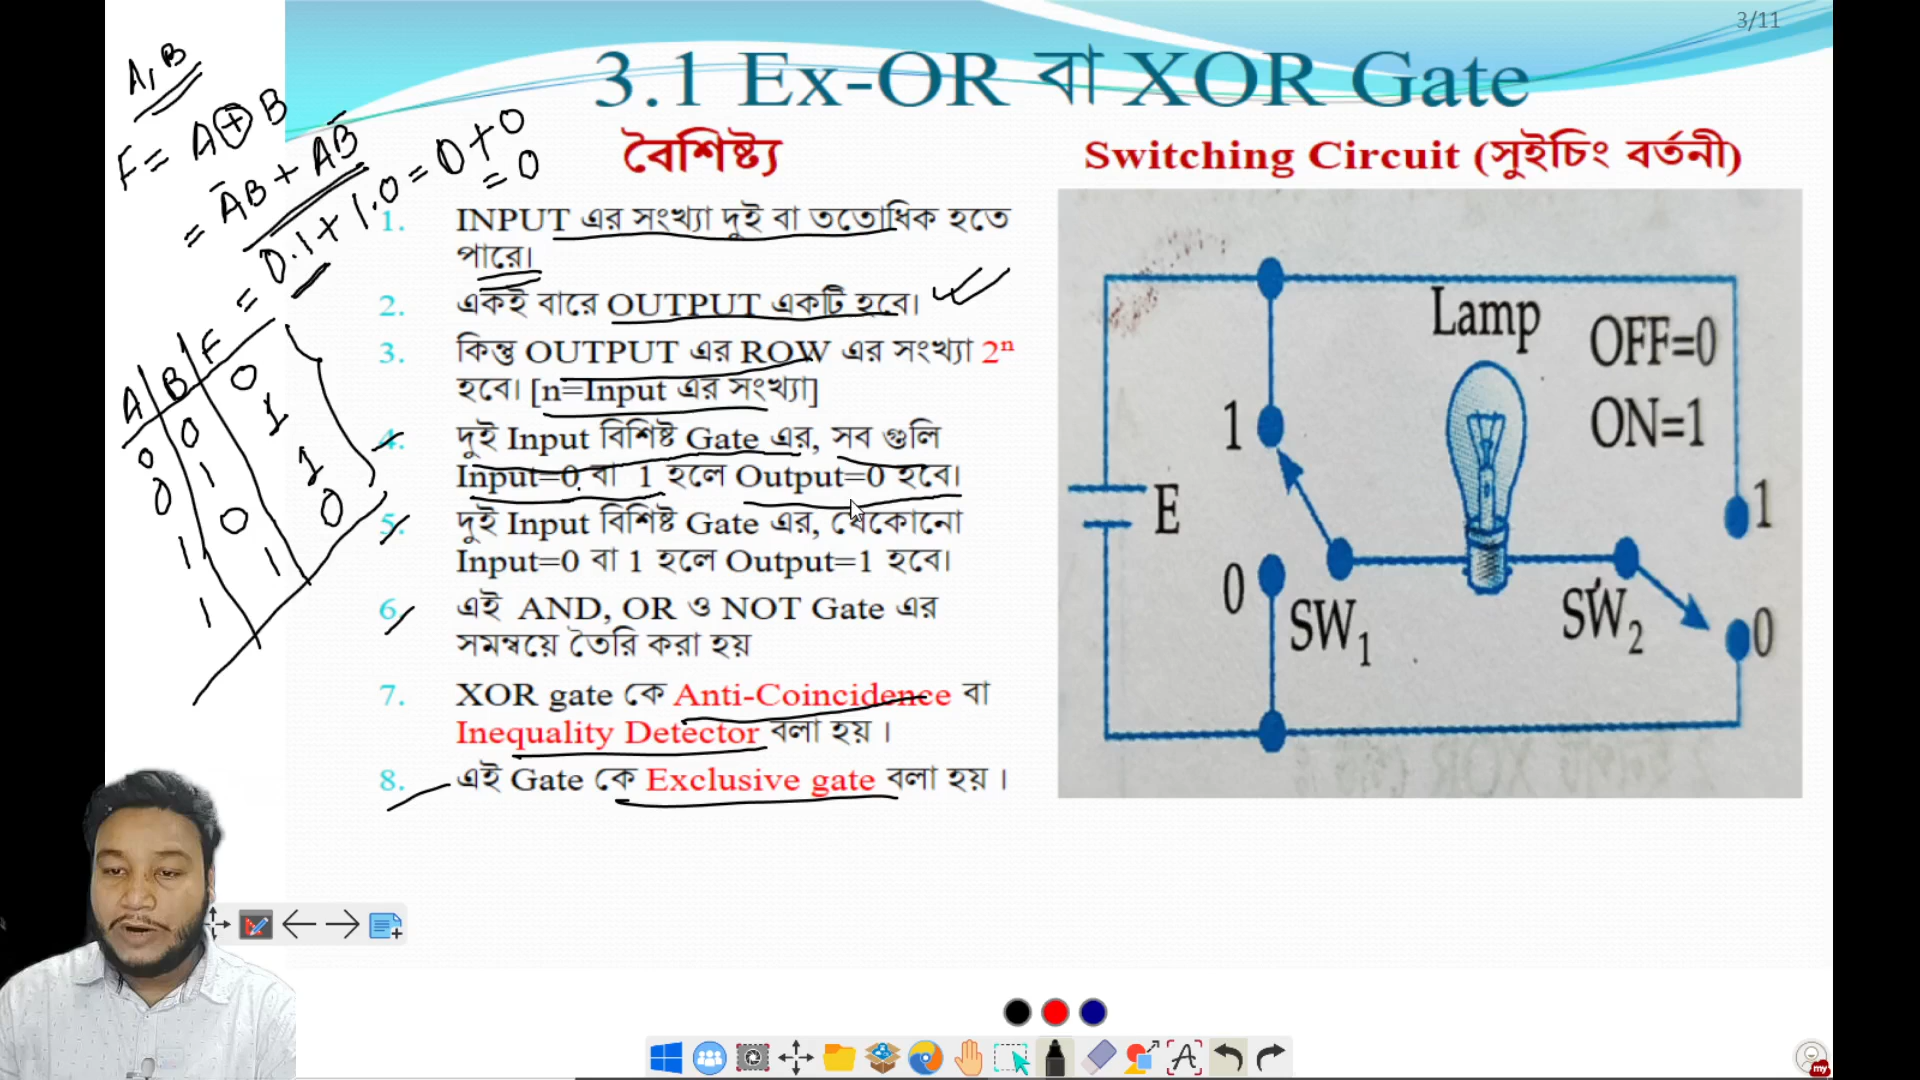 3/11
3.1 Ex-OR বা XOR Gate
বৈশিষ্ট্য
1. INPUT এর সংখ্যা দুই বা ততোধিক হতে
পারে।
2. একই বারে OUTPUT একটি হবে।
3. কিন্তু OUTPUT এর ROW এর সংখ্যা 2ⁿ
হবে। [n=Input এর সংখ্যা]
4. দুই Input বিশিষ্ট Gate এর, সব গুলি
Input=0 বা 1 হলে Output=0 হবে।
5. দুই Input বিশিষ্ট Gate এর, যেকোনো
Input=0 বা 1 হলে Output=1 হবে।
6. এই AND, OR ও NOT Gate এর
সমন্বয়ে তৈরি করা হয়
7. XOR gate কে Anti-Coincidence বা
Inequality Detector বলা হয় ।
8. এই Gate কে Exclusive gate বলা হয় ।
Switching Circuit (সুইচিং বর্তনী)
Lamp
OFF=0
ON=1
1
E
1
0
SW₁
SW₂
0
A, B
F = A⊕B
= A̅B + AB̅
= 0.1 + 1.0 = 0+0
= 0
A B F
0 0 0
0 1 1
1 0 1
1 1 0
my